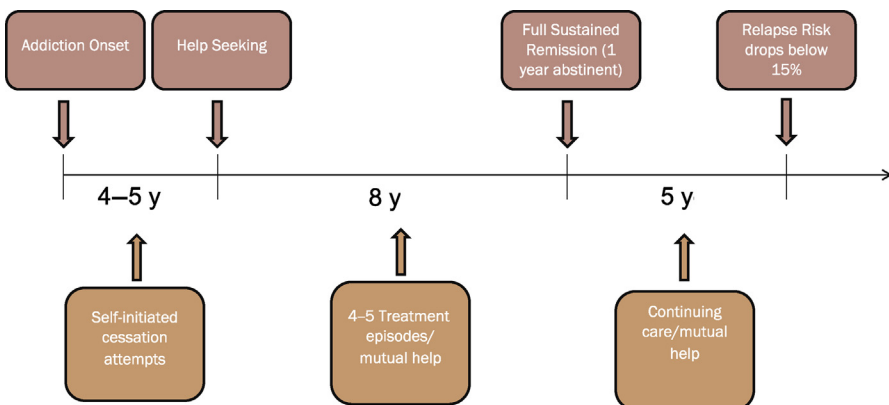 Addiction Onset
Help Seeking
Full Sustained
Remission (1
year abstinent)
Relapse Risk
drops below
15%
4–5 y
8 y
5 y
Self-initiated
cessation
attempts
4–5 Treatment
episodes/
mutual help
Continuing
care/mutual
help